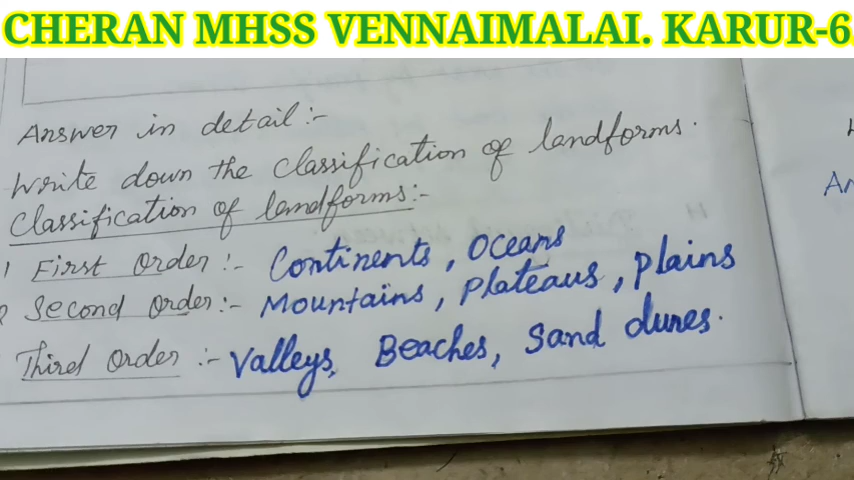 CHERAN MHSS VENNAIMALAI. KARUR-6
Answer in detail:-
Write down the classification of landforms.
Classification of landforms:-
1 First Order:- Continents, Oceans
2 Second Order:- Mountains, Plateaus, Plains
Third Order:- Valleys, Beaches, Sand dunes.